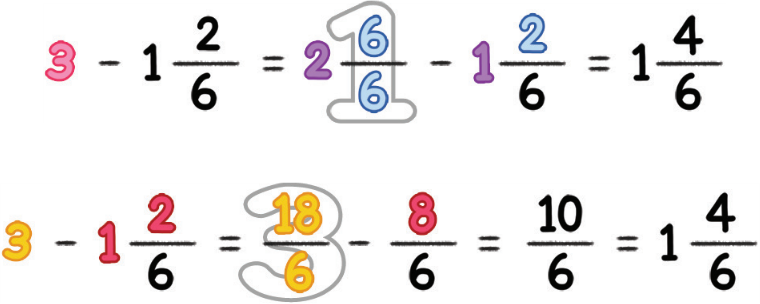 3 - 1 2/6 = 2 6/6 - 1 2/6 = 1 4/6
3 - 1 2/6 = 18/6 - 8/6 = 10/6 = 1 4/6